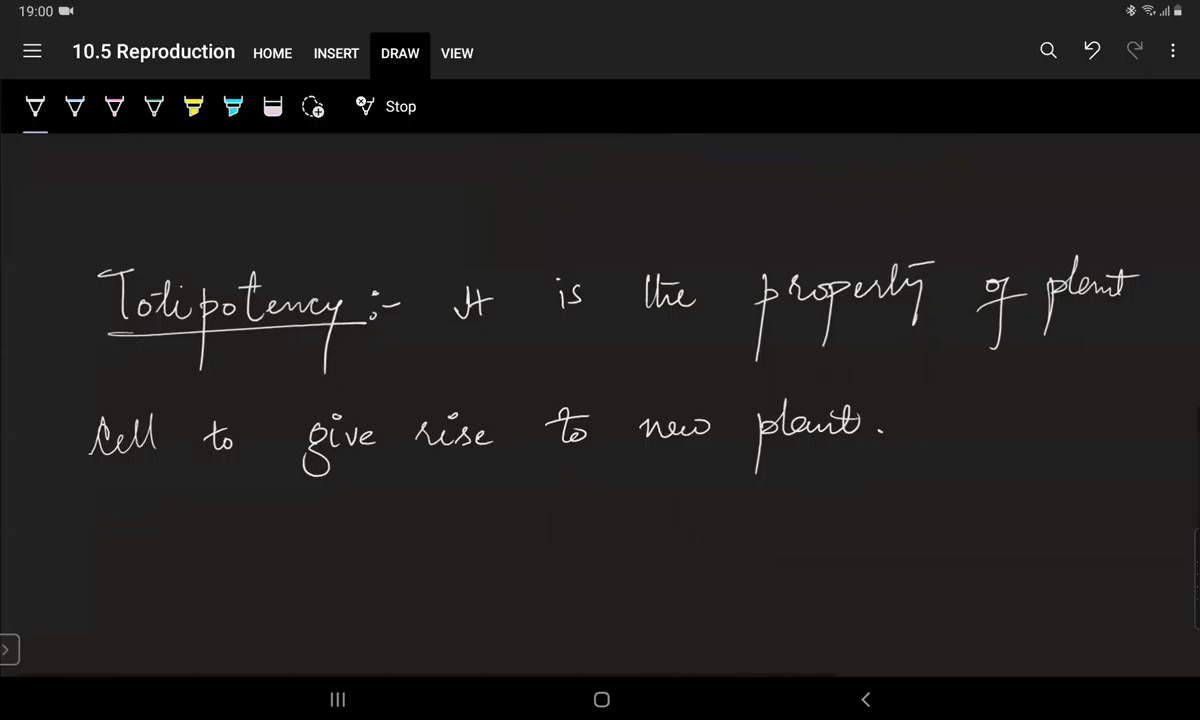 19:00
10.5 Reproduction HOME INSERT DRAW VIEW
Stop
Totipotency :- It is the property of plant
cell to give rise to new plant.